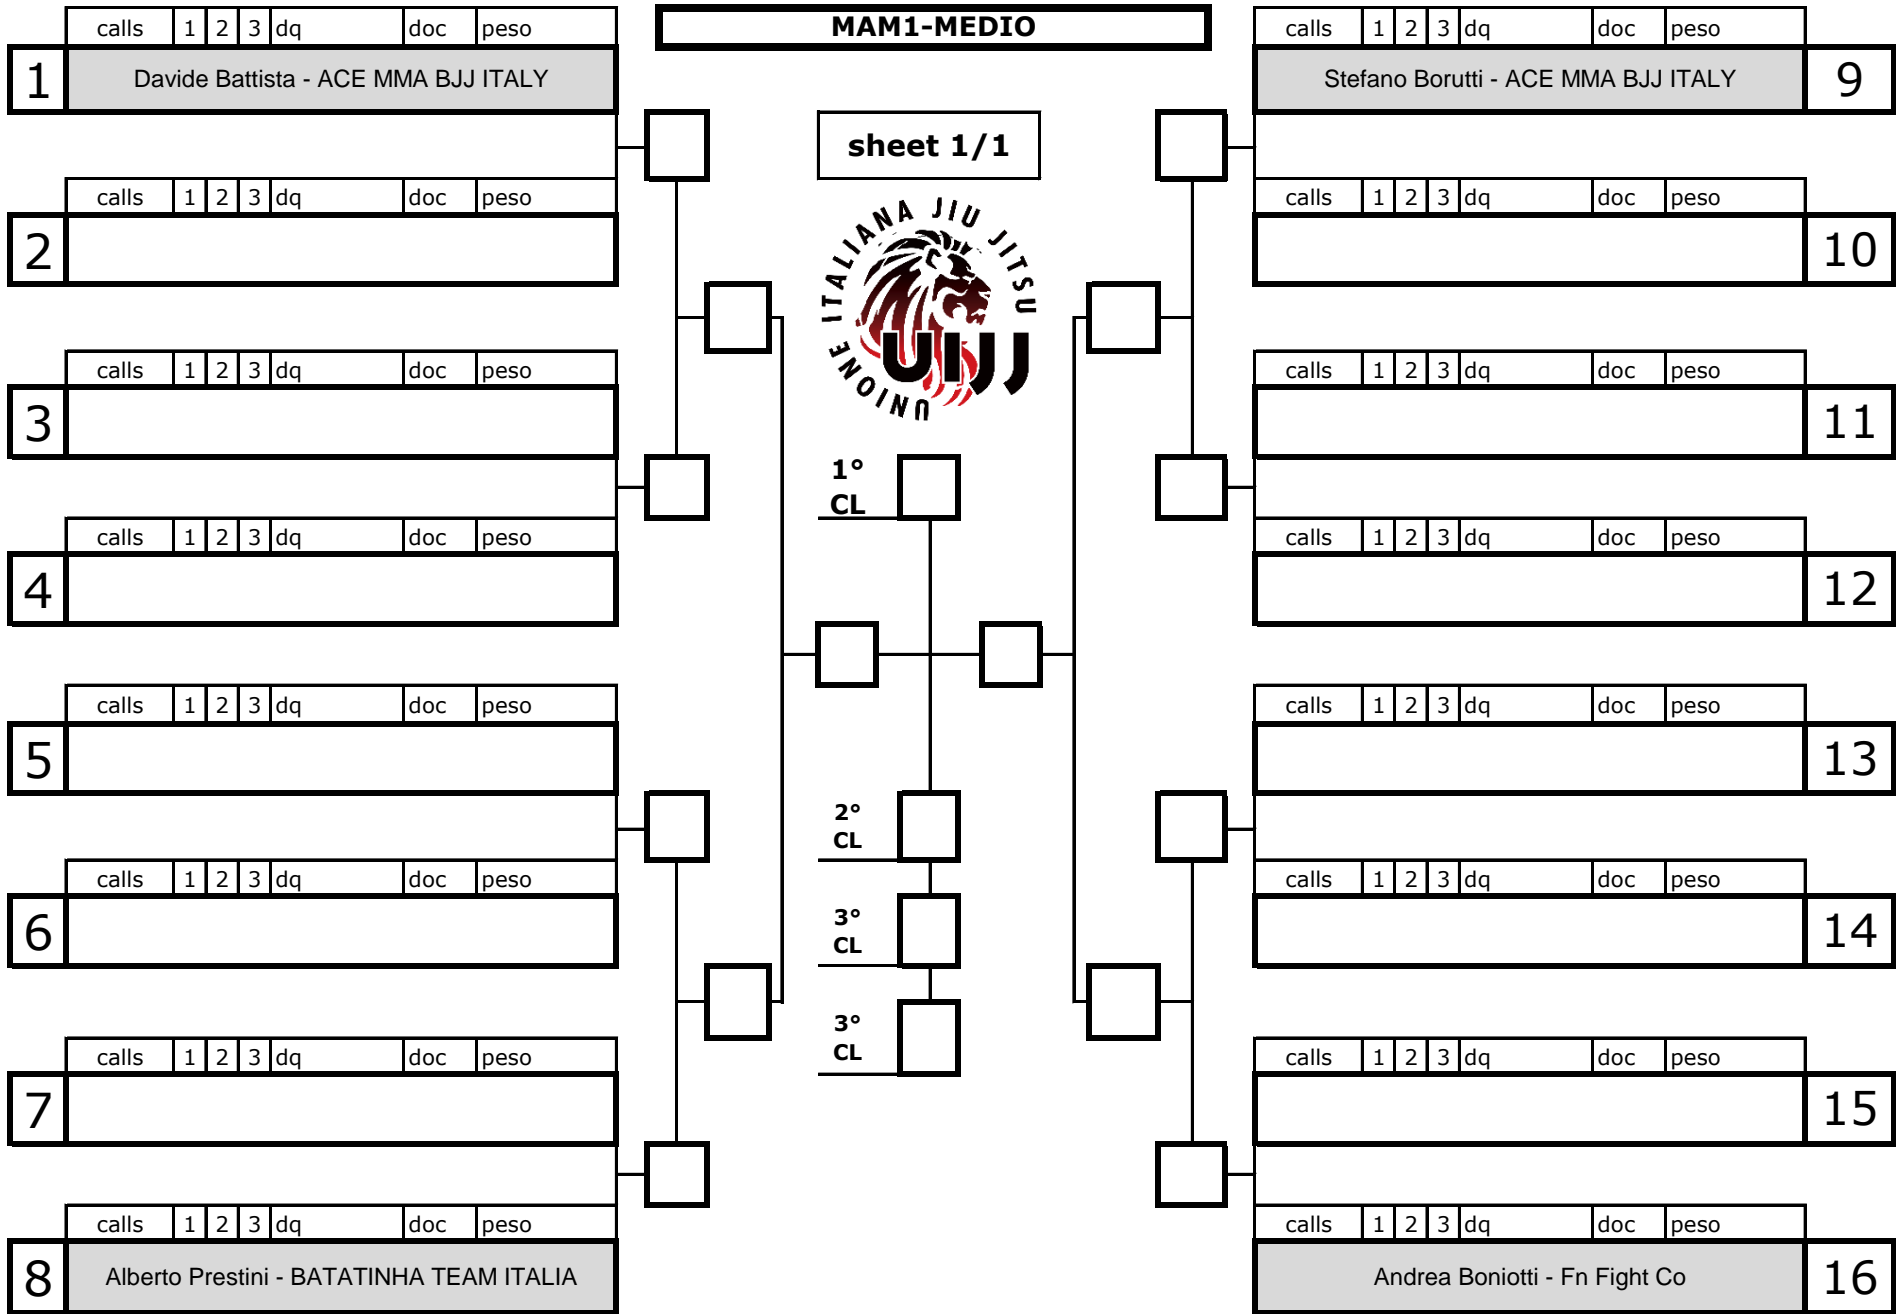 calls 1 2 3 dq doc peso
1 Davide Battista - ACE MMA BJJ ITALY
calls 1 2 3 dq doc peso
2
calls 1 2 3 dq doc peso
3
calls 1 2 3 dq doc peso
4
calls 1 2 3 dq doc peso
5
calls 1 2 3 dq doc peso
6
calls 1 2 3 dq doc peso
7
calls 1 2 3 dq doc peso
8 Alberto Prestini - BATATINHA TEAM ITALIA
MAM1-MEDIO
sheet 1/1
UNIONE ITALIANA JIU JITSU
UIJJ
1°
CL
2°
CL
3°
CL
3°
CL
calls 1 2 3 dq doc peso
Stefano Borutti - ACE MMA BJJ ITALY 9
calls 1 2 3 dq doc peso
10
calls 1 2 3 dq doc peso
11
calls 1 2 3 dq doc peso
12
calls 1 2 3 dq doc peso
13
calls 1 2 3 dq doc peso
14
calls 1 2 3 dq doc peso
15
calls 1 2 3 dq doc peso
Andrea Boniotti - Fn Fight Co 16